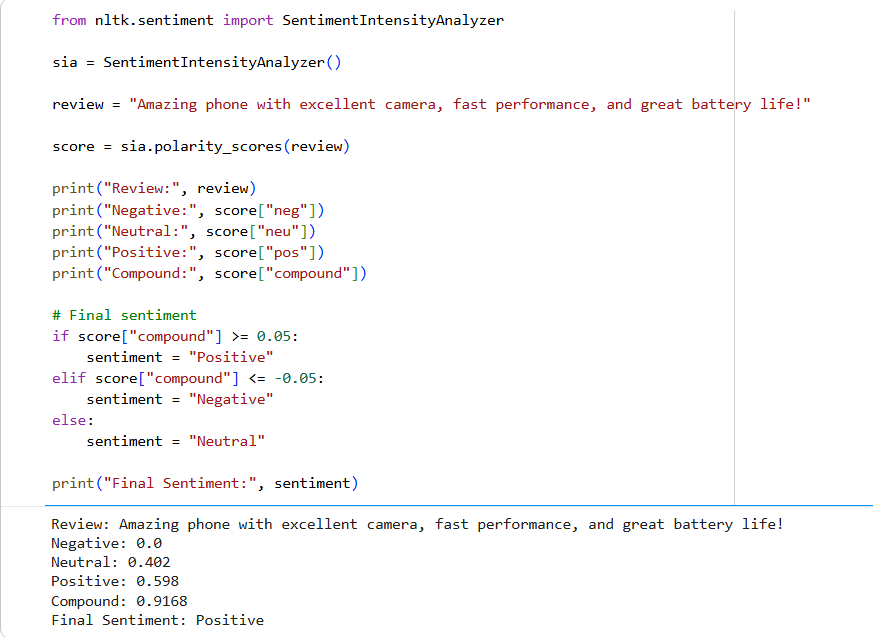 from nltk.sentiment import SentimentIntensityAnalyzer
sia = SentimentIntensityAnalyzer()
review = "Amazing phone with excellent camera, fast performance, and great battery life!"
score = sia.polarity_scores(review)
print("Review:", review)
print("Negative:", score["neg"])
print("Neutral:", score["neu"])
print("Positive:", score["pos"])
print("Compound:", score["compound"])
# Final sentiment
if score["compound"] >= 0.05:
    sentiment = "Positive"
elif score["compound"] <= -0.05:
    sentiment = "Negative"
else:
    sentiment = "Neutral"
print("Final Sentiment:", sentiment)
Review: Amazing phone with excellent camera, fast performance, and great battery life!
Negative: 0.0
Neutral: 0.402
Positive: 0.598
Compound: 0.9168
Final Sentiment: Positive